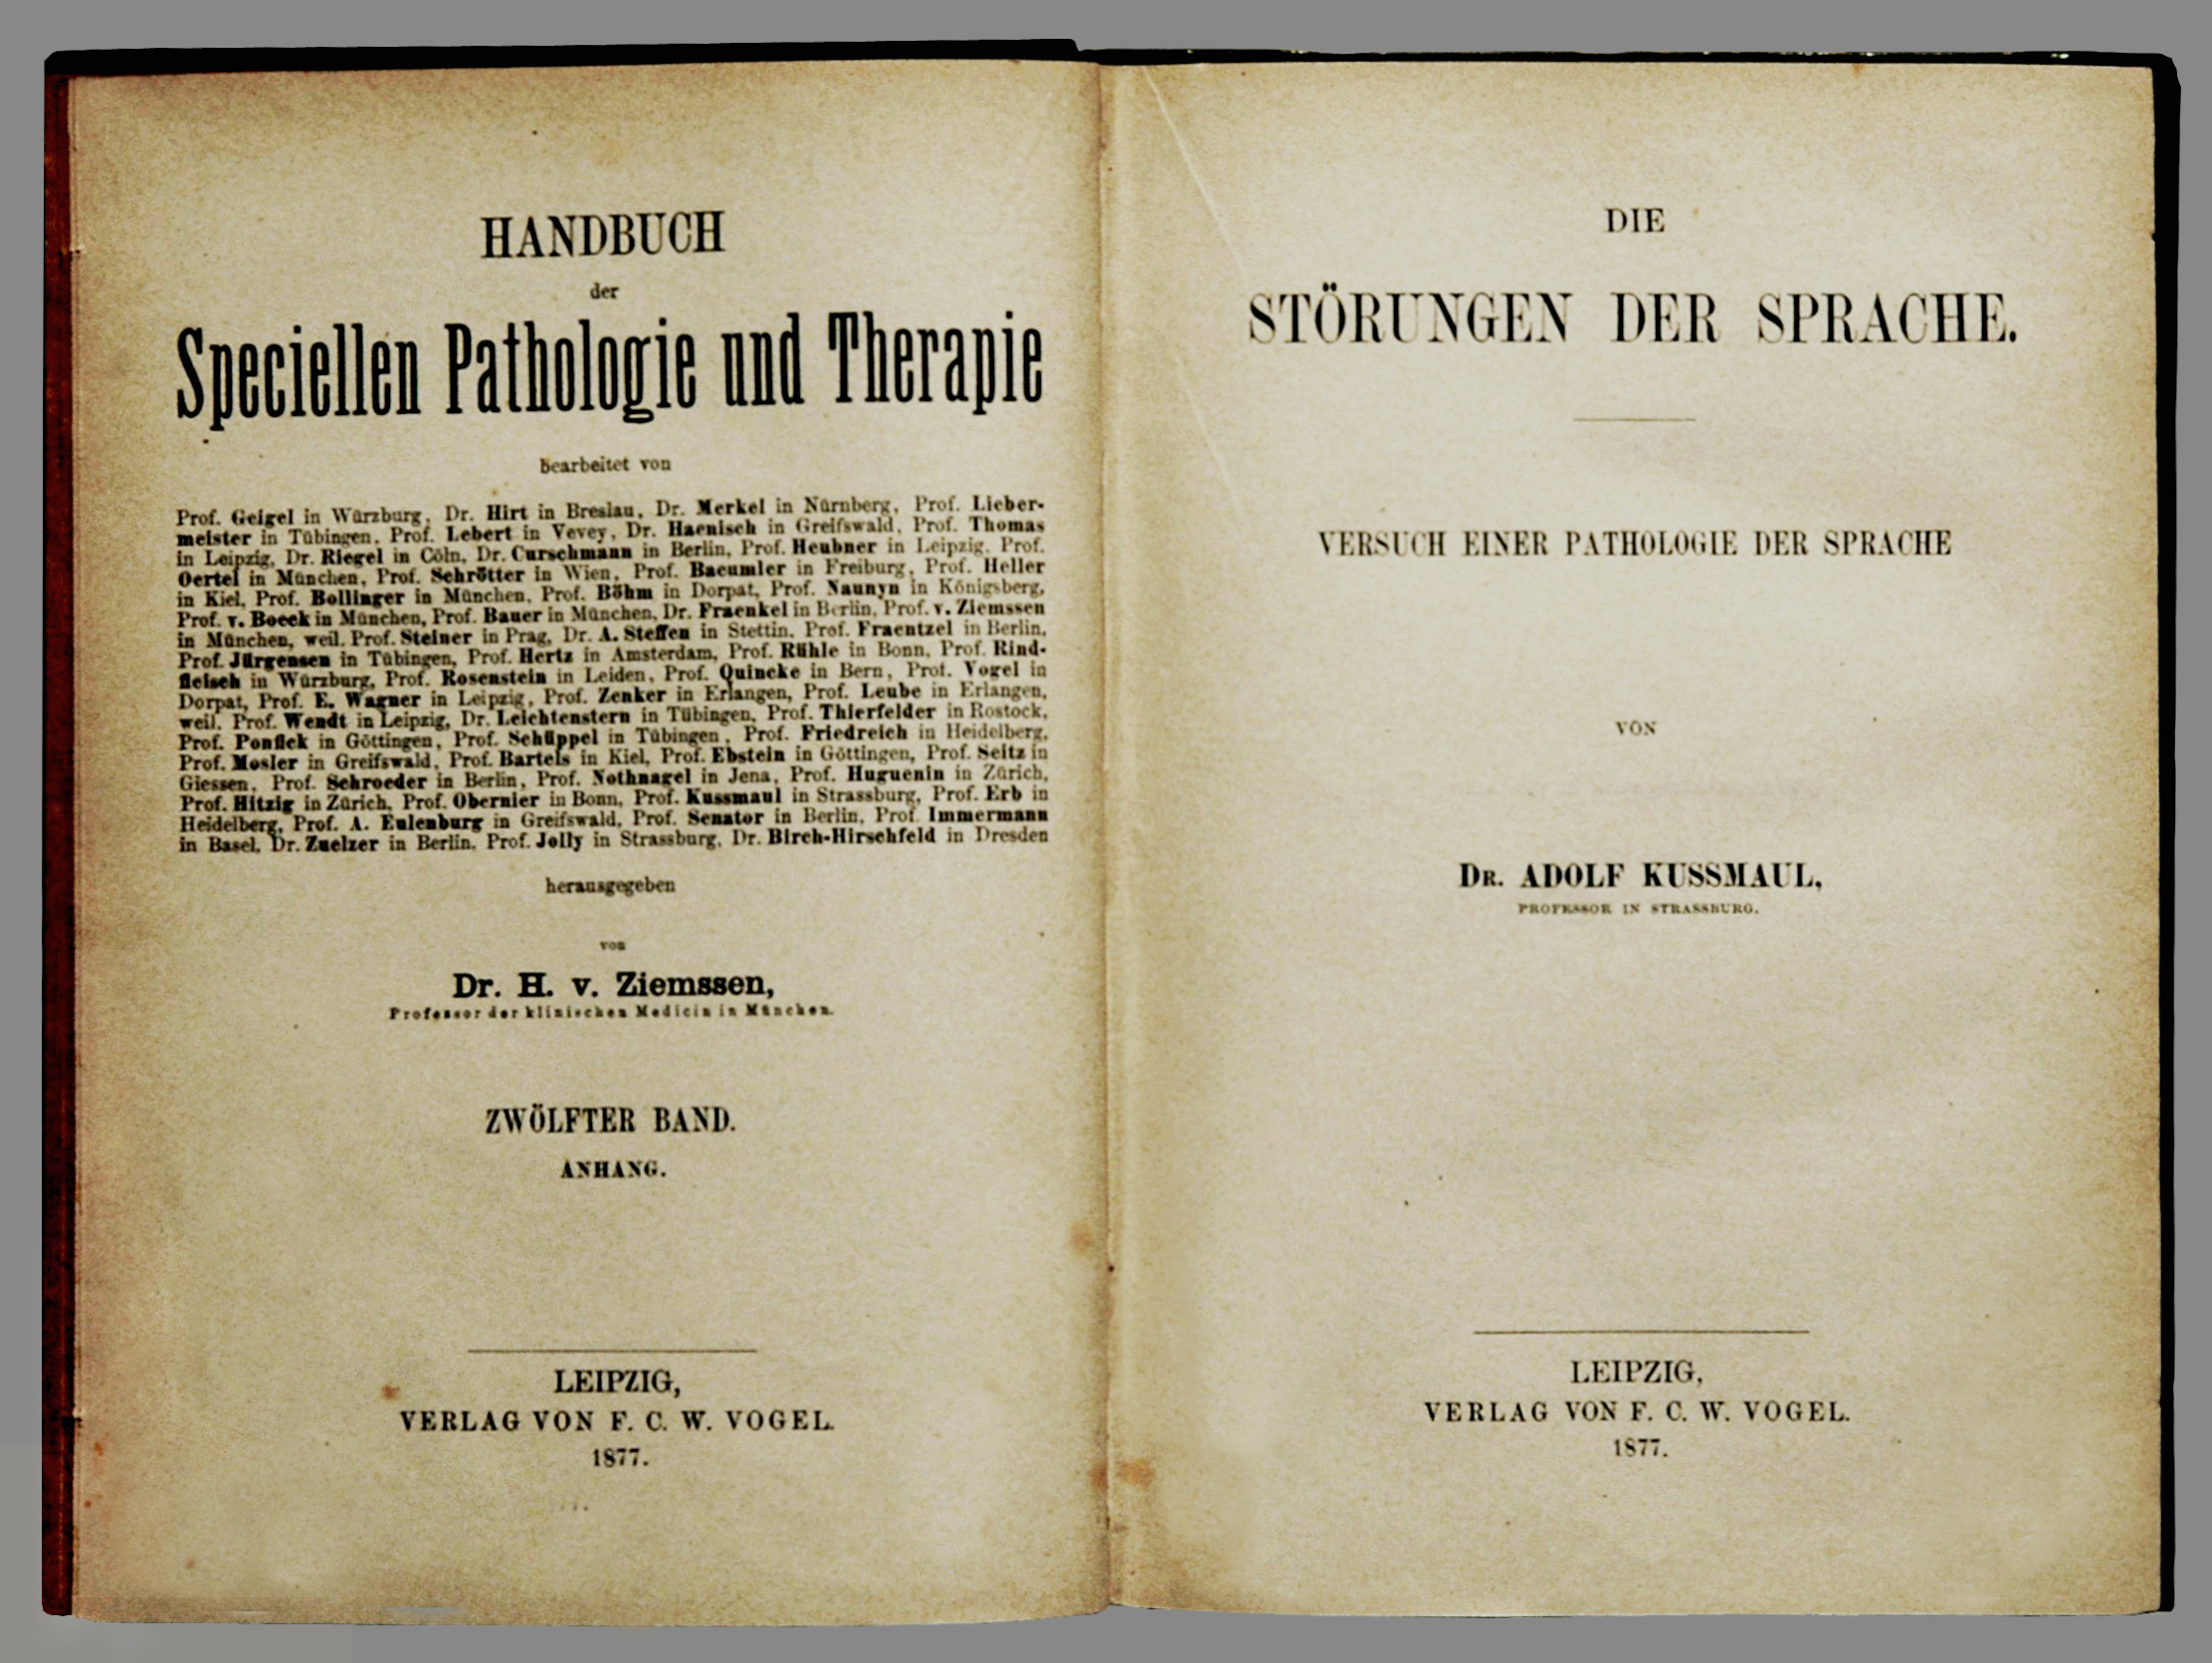 HANDBUCH
der
Speciellen Pathologie und Therapie
bearbeitet von
Prof. Geigel in Würzburg, Dr. Hirt in Breslau, Dr. Merkel in Nürnberg, Prof. Lieber-
meister in Tübingen, Prof. Lebert in Vevey, Dr. Haenisch in Greifswald, Prof. Thomas
in Leipzig, Dr. Riegel in Cöln, Dr. Curschmann in Berlin, Prof. Heubner in Leipzig, Prof.
Oertel in München, Prof. Schrötter in Wien, Prof. Baeumler in Freiburg, Prof. Heller
in Kiel, Prof. Bollinger in München, Prof. Böhm in Dorpat, Prof. Naunyn in Königsberg,
Prof. v. Boeck in München, Prof. Bauer in München, Dr. Fraenkel in Berlin, Prof. v. Ziemssen
in München, weil. Prof. Steiner in Prag, Dr. A. Steffen in Stettin, Prof. Fraentzel in Berlin,
Prof. Jürgensen in Tübingen, Prof. Hertz in Amsterdam, Prof. Rühle in Bonn, Prof. Rind-
fleisch in Würzburg, Prof. Rosenstein in Leiden, Prof. Quincke in Bern, Prof. Vogel in
Dorpat, Prof. E. Wagner in Leipzig, Prof. Zenker in Erlangen, Prof. Leube in Erlangen,
weil. Prof. Wendt in Leipzig, Dr. Leichtenstern in Tübingen, Prof. Thierfelder in Rostock,
Prof. Ponfick in Göttingen, Prof. Schüppel in Tübingen, Prof. Friedreich in Heidelberg,
Prof. Mosler in Greifswald, Prof. Bartels in Kiel, Prof. Ebstein in Göttingen, Prof. Seitz in
Giessen, Prof. Schroeder in Berlin, Prof. Nothnagel in Jena, Prof. Huguenin in Zürich,
Prof. Hitzig in Zürich, Prof. Obernier in Bonn, Prof. Kussmaul in Strassburg, Prof. Erb in
Heidelberg, Prof. A. Eulenburg in Greifswald, Prof. Senator in Berlin, Prof. Immermann
in Basel, Dr. Zuelzer in Berlin, Prof. Jolly in Strassburg, Dr. Birch-Hirschfeld in Dresden
herausgegeben
von
Dr. H. v. Ziemssen,
Professor der klinischen Medicin in München.
ZWÖLFTER BAND.
ANHANG.
LEIPZIG,
VERLAG VON F. C. W. VOGEL.
1877.
DIE
STÖRUNGEN DER SPRACHE.
VERSUCH EINER PATHOLOGIE DER SPRACHE
VON
DR. ADOLF KUSSMAUL,
PROFESSOR IN STRASSBURG.
LEIPZIG,
VERLAG VON F. C. W. VOGEL.
1877.